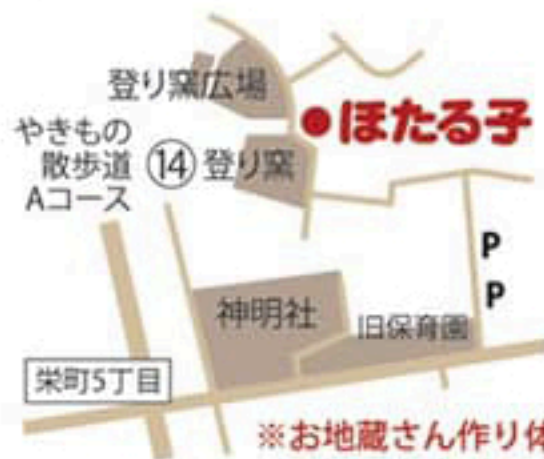 登り窯広場
ほたる子
やきもの
散歩道
Aコース
⑭登り窯
P
P
神明社
旧保育園
栄町5丁目
※お地蔵さん作り体